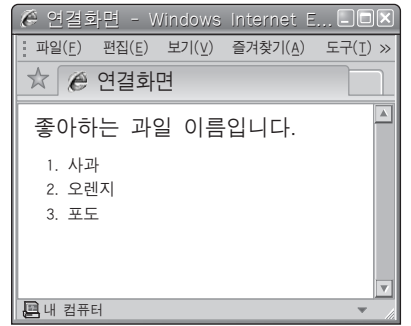 연결화면 - Windows Internet E...
파일(F) 편집(E) 보기(V) 즐겨찾기(A) 도구(T) »
연결화면
좋아하는 과일 이름입니다.
1. 사과
2. 오렌지
3. 포도
내 컴퓨터